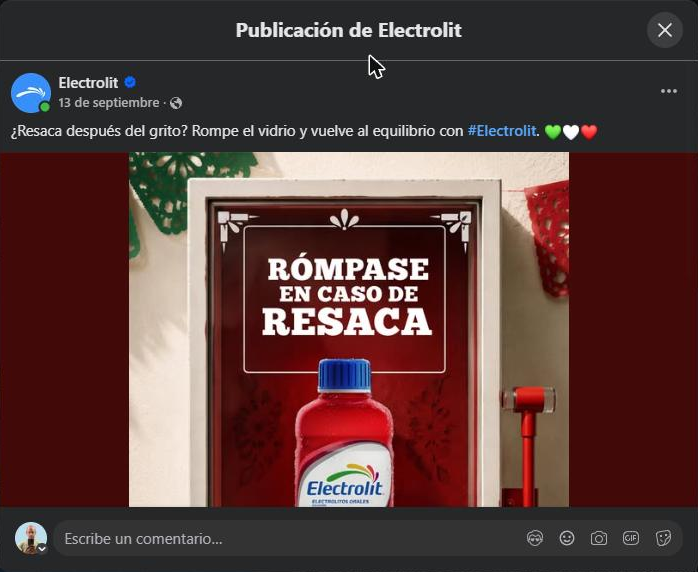 Publicación de Electrolit
Electrolit
13 de septiembre ·
¿Resaca después del grito? Rompe el vidrio y vuelve al equilibrio con #Electrolit. 💚🤍❤️
RÓMPASE
EN CASO DE
RESACA
Electrolit
ELECTROLITOS ORALES
Escribe un comentario...
GIF